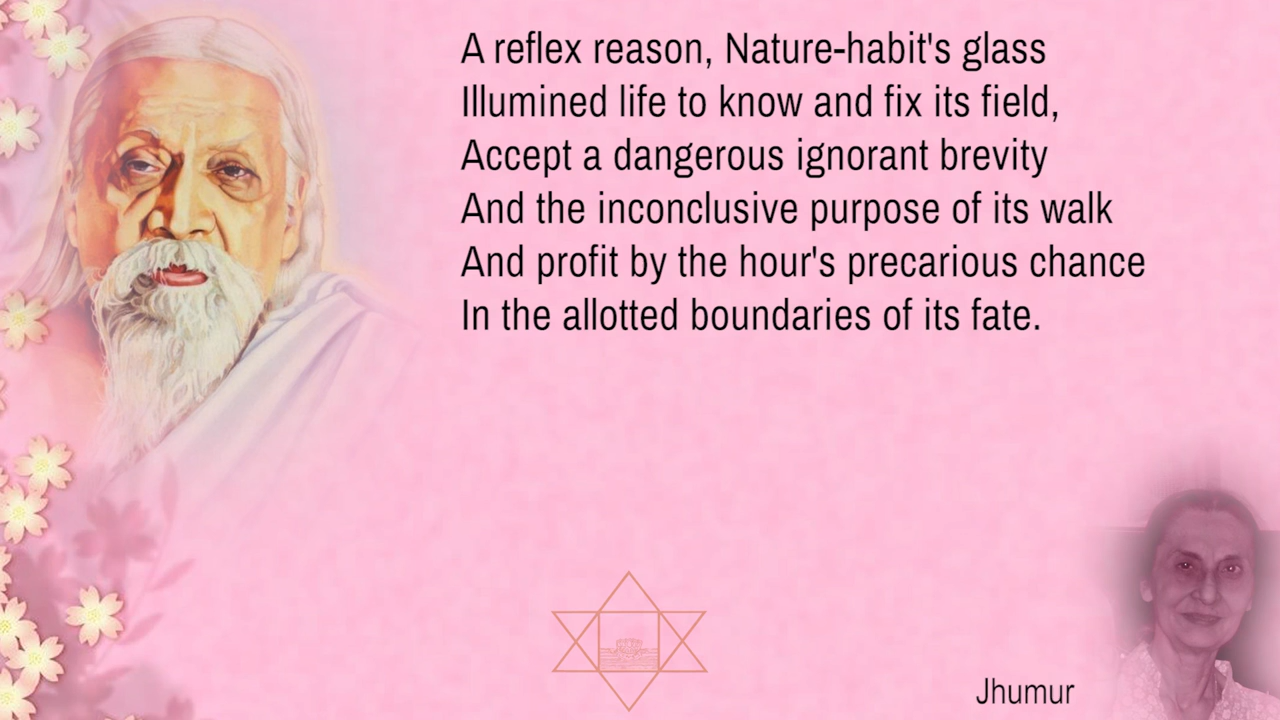 A reflex reason, Nature-habit's glass
Illumined life to know and fix its field,
Accept a dangerous ignorant brevity
And the inconclusive purpose of its walk
And profit by the hour's precarious chance
In the allotted boundaries of its fate.
Jhumur